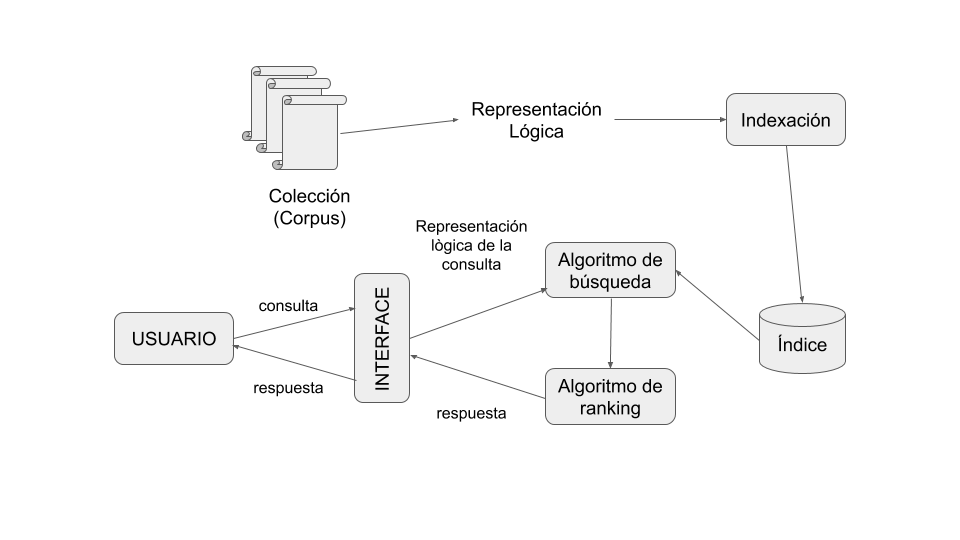 Representación
Lógica
Indexación
Colección
(Corpus)
Representación
lògica de la
consulta
Algoritmo de
búsqueda
consulta
INTERFACE
USUARIO
Índice
respuesta
Algoritmo de
ranking
respuesta